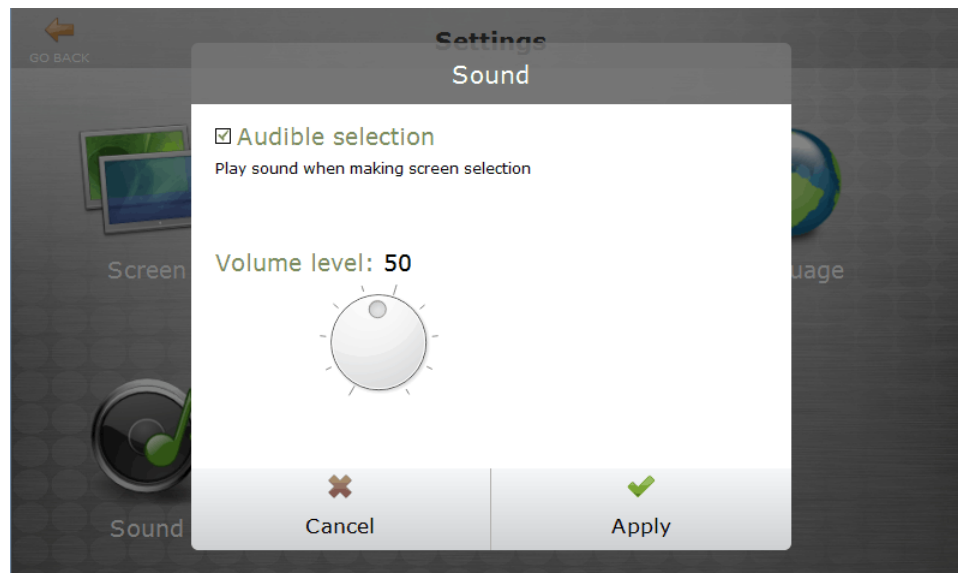 Settings
GO BACK
Sound
Audible selection
Play sound when making screen selection
Volume level: 50
Screen
uage
Sound
Cancel
Apply